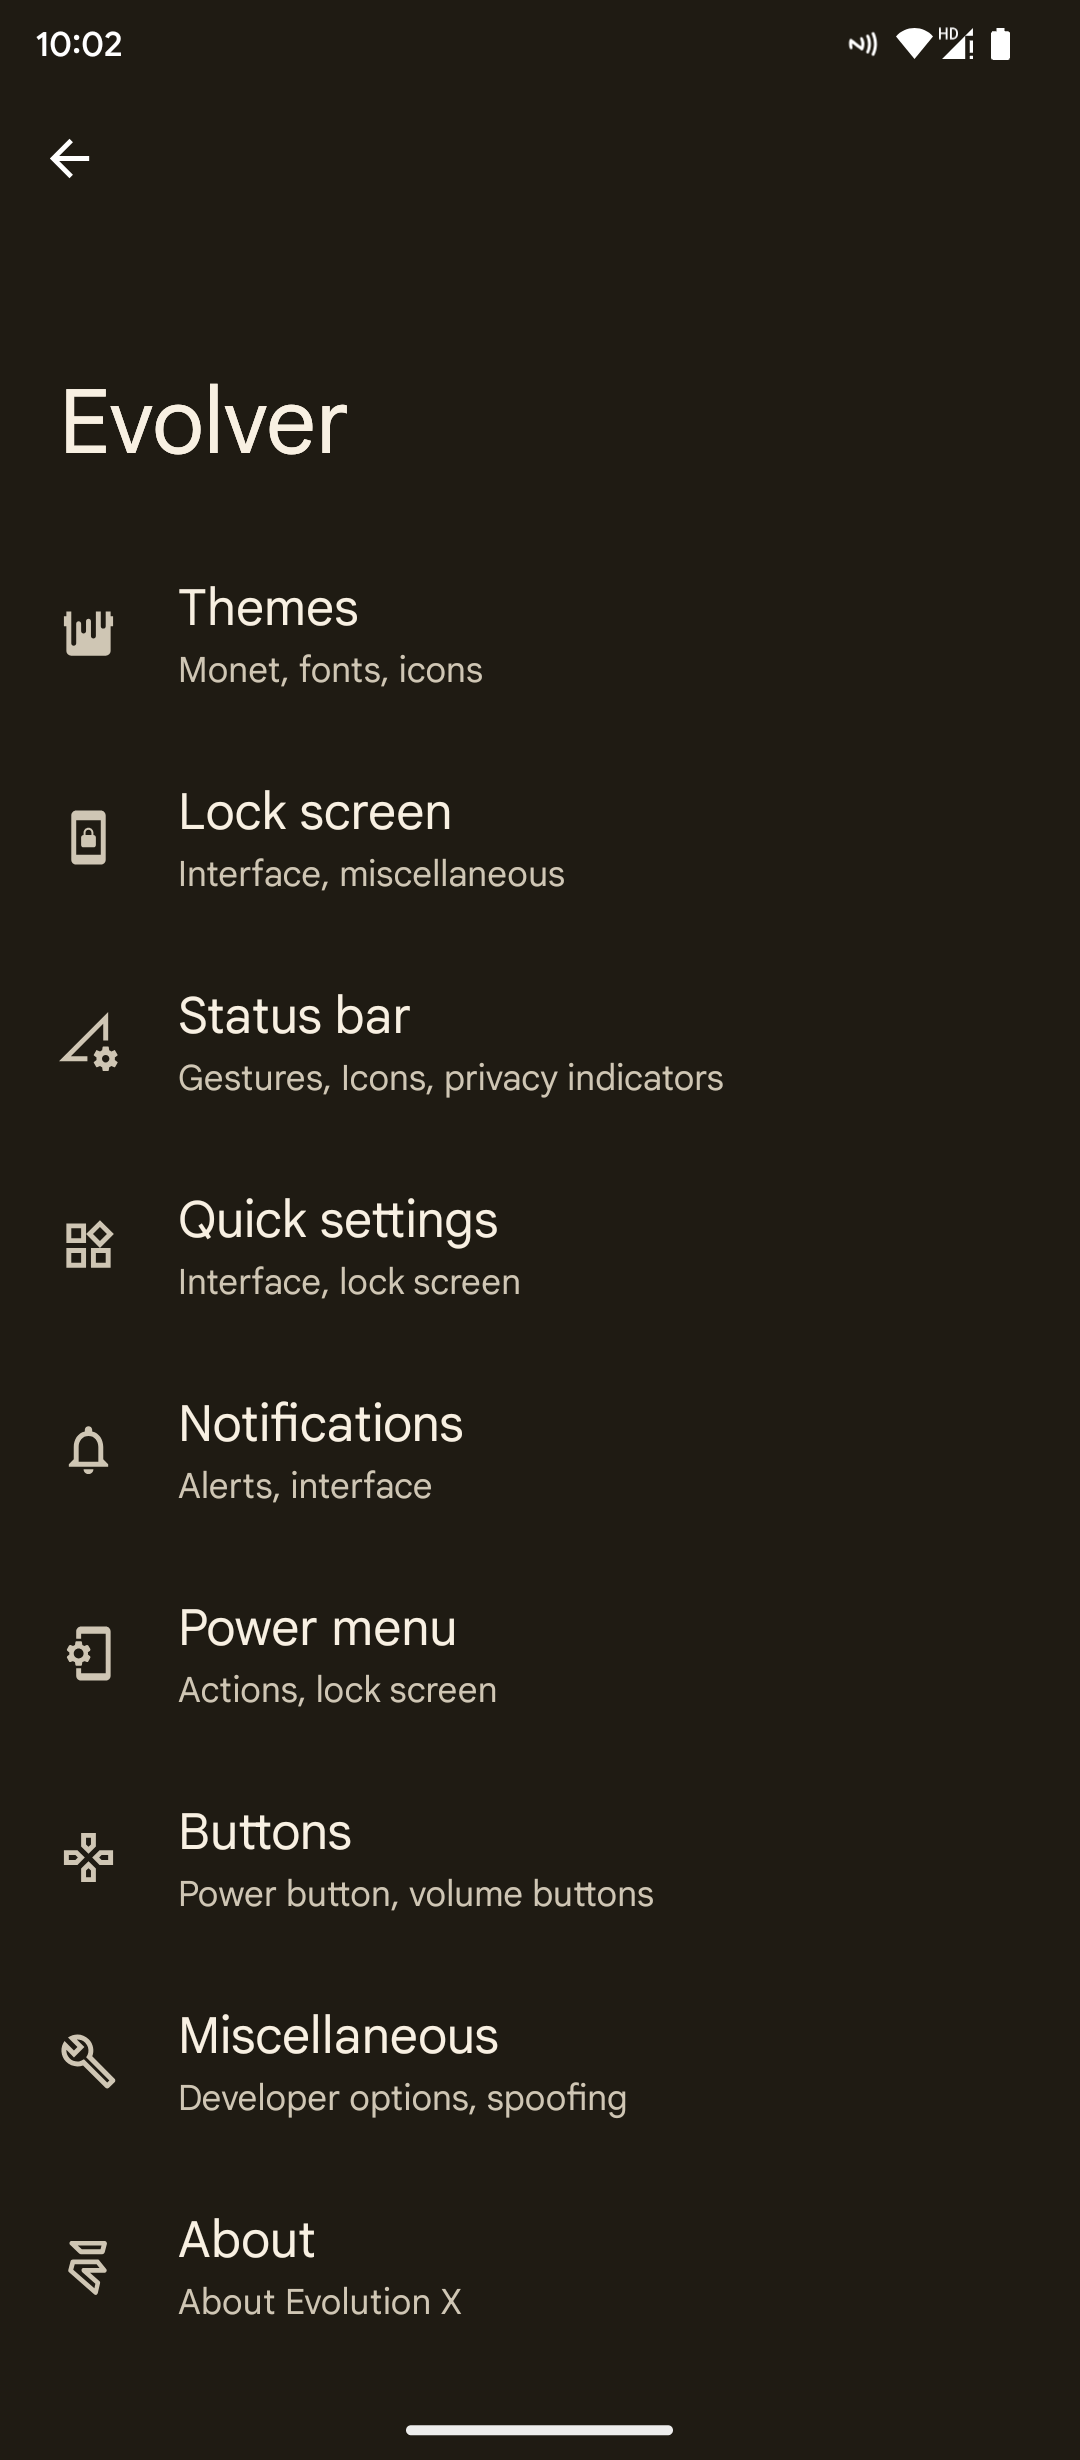 10:02
HD
Evolver
Themes
Monet, fonts, icons
Lock screen
Interface, miscellaneous
Status bar
Gestures, Icons, privacy indicators
Quick settings
Interface, lock screen
Notifications
Alerts, interface
Power menu
Actions, lock screen
Buttons
Power button, volume buttons
Miscellaneous
Developer options, spoofing
About
About Evolution X